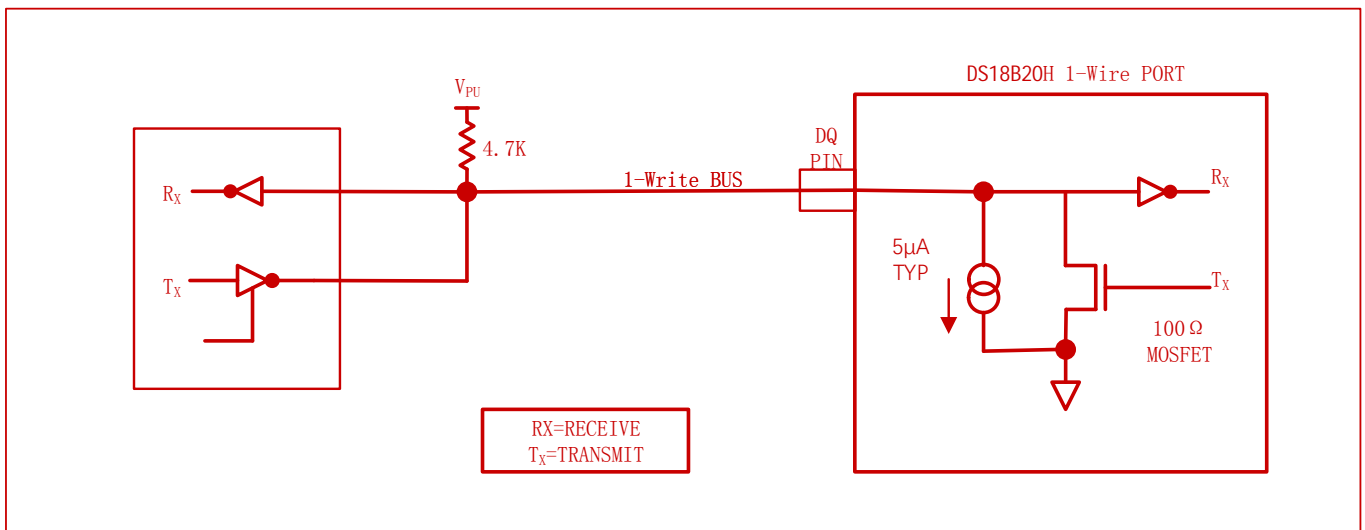 DS18B20H 1-Wire PORT
VPU
4.7K
DQ
PIN
RX
1-Write BUS
RX
5μA
TYP
TX
TX
100Ω
MOSFET
RX=RECEIVE
TX=TRANSMIT